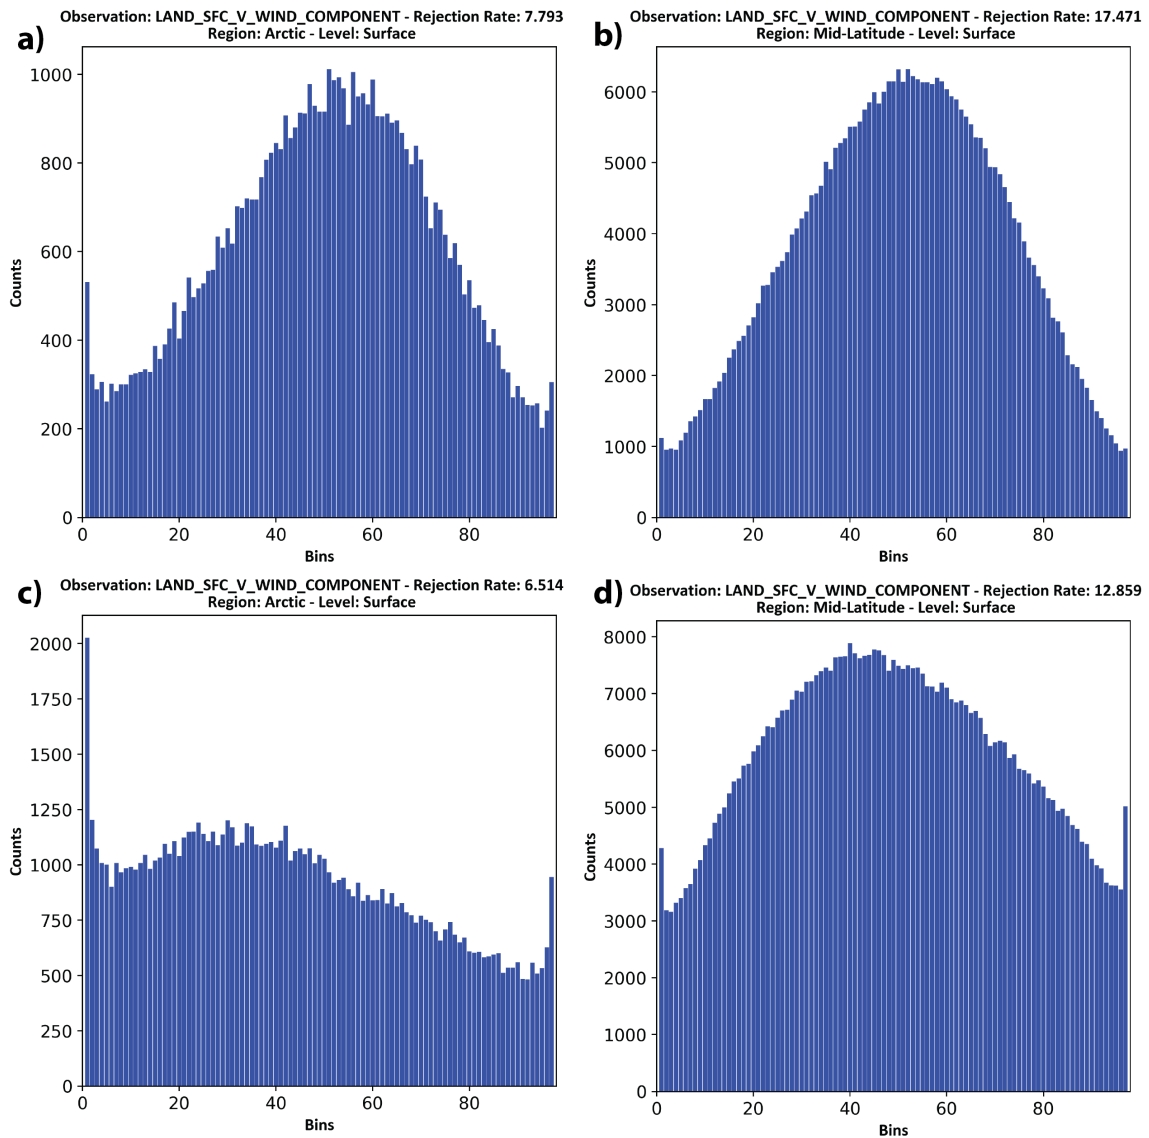 a)
Observation: LAND_SFC_V_WIND_COMPONENT - Rejection Rate: 7.793
Region: Arctic - Level: Surface
Counts
1000
800
600
400
200
0
0 20 40 60 80
Bins
b)
Observation: LAND_SFC_V_WIND_COMPONENT - Rejection Rate: 17.471
Region: Mid-Latitude - Level: Surface
Counts
6000
5000
4000
3000
2000
1000
0
0 20 40 60 80
Bins
c)
Observation: LAND_SFC_V_WIND_COMPONENT - Rejection Rate: 6.514
Region: Arctic - Level: Surface
Counts
2000
1750
1500
1250
1000
750
500
250
0
0 20 40 60 80
Bins
d)
Observation: LAND_SFC_V_WIND_COMPONENT - Rejection Rate: 12.859
Region: Mid-Latitude - Level: Surface
Counts
8000
7000
6000
5000
4000
3000
2000
1000
0
0 20 40 60 80
Bins